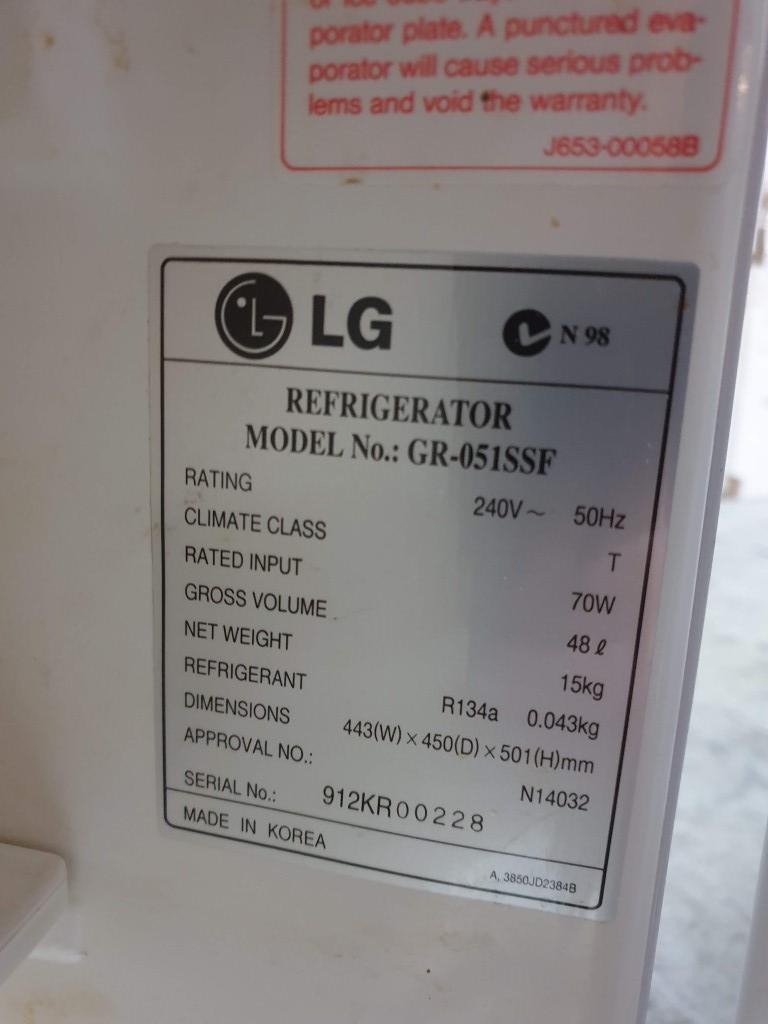 porator plate. A punctured eva-
porator will cause serious prob-
lems and void the warranty.
J653-00058B
LG N 98
REFRIGERATOR
MODEL No.: GR-051SSF
RATING 240V~ 50Hz
CLIMATE CLASS T
RATED INPUT 70W
GROSS VOLUME 48 ℓ
NET WEIGHT 15kg
REFRIGERANT R134a 0.043kg
DIMENSIONS 443(W)×450(D)×501(H)mm
APPROVAL NO.: N14032
SERIAL No.: 912KR00228
MADE IN KOREA
A, 3850JD2384B